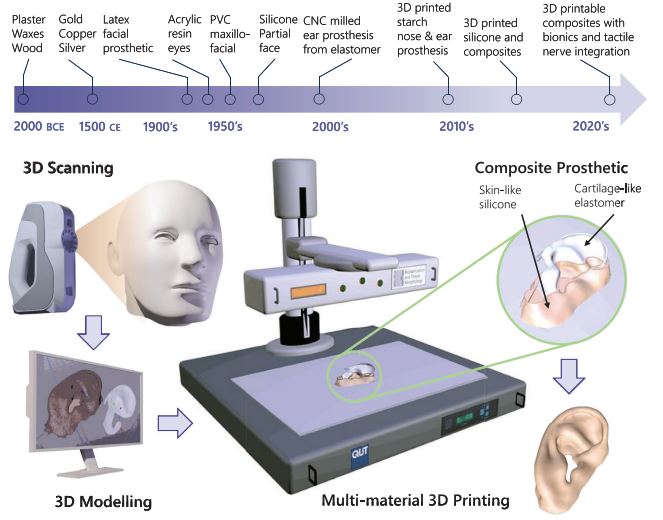 Plaster
Waxes
Wood
Gold
Copper
Silver
Latex
facial
prosthetic
Acrylic
resin
eyes
PVC
maxillo-
facial
Silicone
Partial
face
CNC milled
ear prosthesis
from elastomer
3D printed
starch
nose & ear
prosthesis
3D printed
silicone and
composites
3D printable
composites with
bionics and tactile
nerve integration
2000 BCE
1500 CE
1900's
1950's
2000's
2010's
2020's
3D Scanning
Composite Prosthetic
Skin-like
silicone
Cartilage-like
elastomer
3D Modelling
QUT
Multi-material 3D Printing